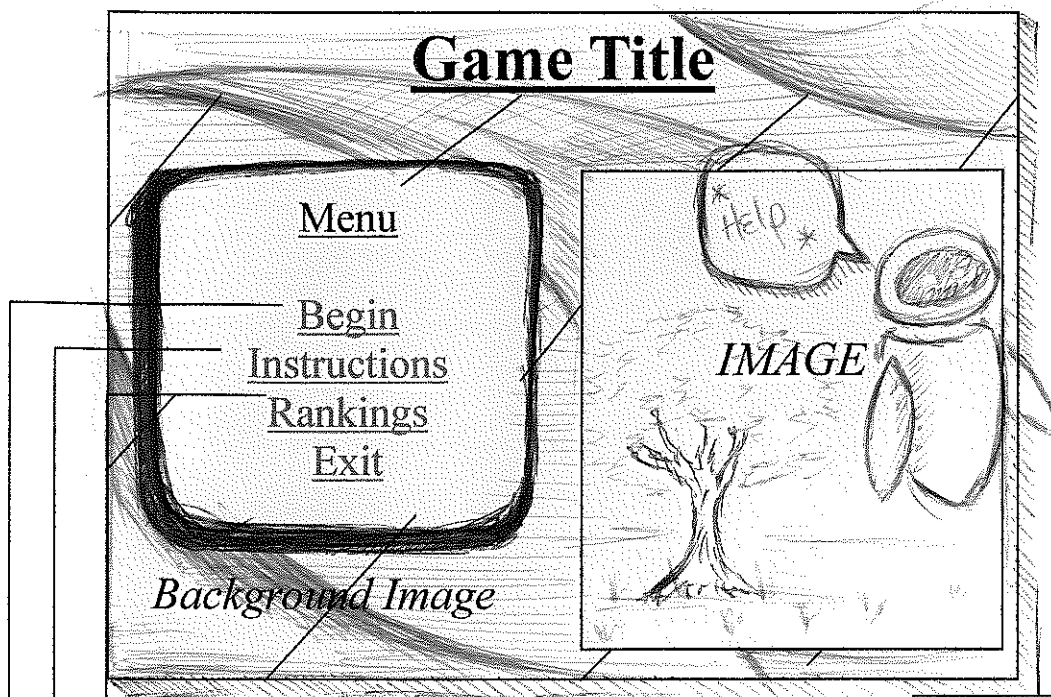 Game Title
Menu
Begin
Instructions
Rankings
Exit
*Help*
IMAGE
Background Image